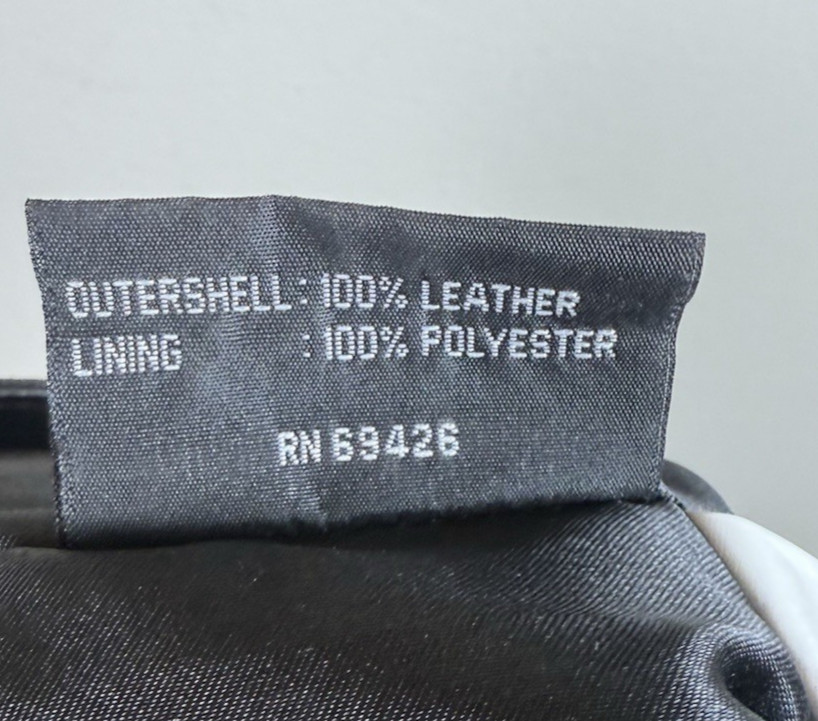 OUTERSHELL: 100% LEATHER
LINING : 100% POLYESTER
RN 69426